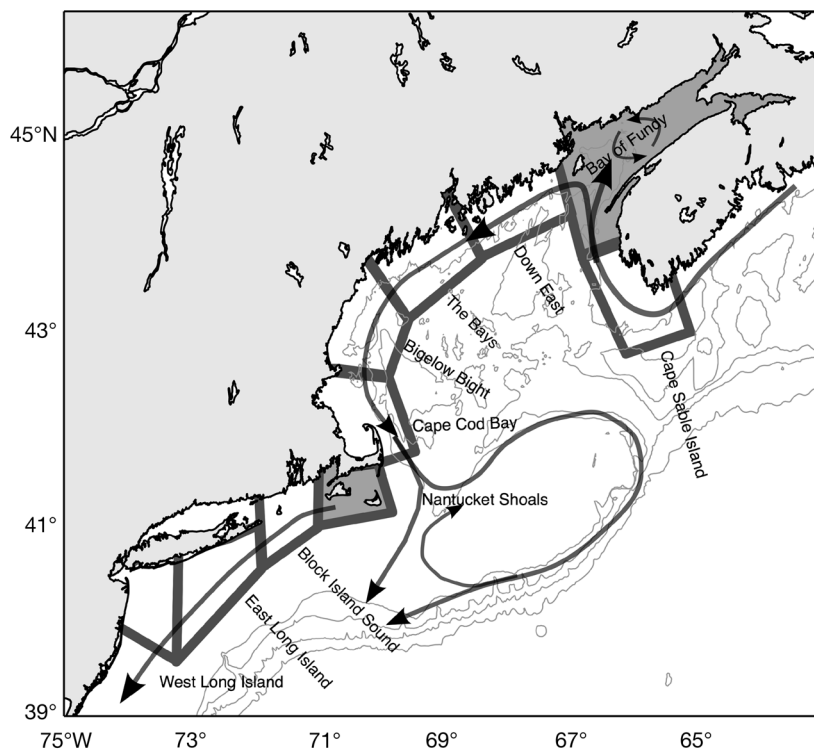 45°N
43°
41°
39°
Bay of Fundy
Down East
The Bays
Bigelow Bight
Cape Sable Island
Cape Cod Bay
Nantucket Shoals
Block Island Sound
East Long Island
West Long Island
75°W 73° 71° 69° 67° 65°